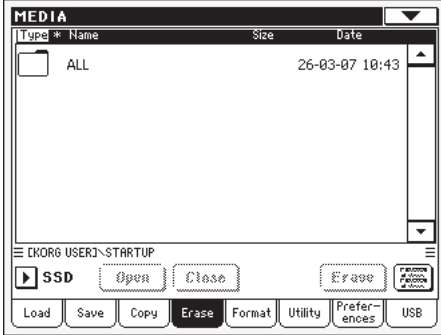 MEDIA
Type * Name Size Date
ALL 26-03-07 10:43
[KORG USER]\STARTUP
SSD Open Close Erase
Load Save Copy Erase Format Utility Prefer-ences USB